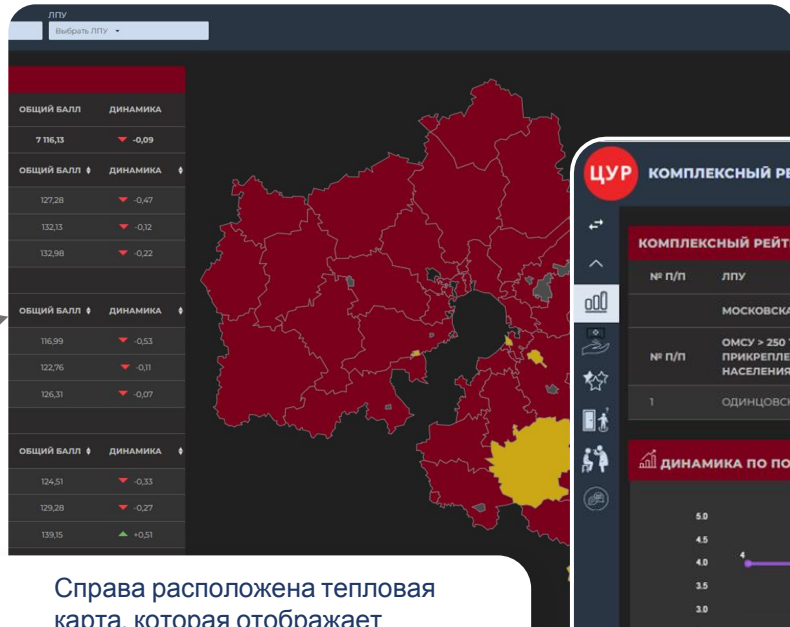 ЛПУ
Выбрать ЛПУ
ОБЩИЙ БАЛЛ ДИНАМИКА
7 116,13 -0,09
ОБЩИЙ БАЛЛ ДИНАМИКА
127,28 -0,47
132,13 -0,12
132,98 -0,22
ОБЩИЙ БАЛЛ ДИНАМИКА
116,99 -0,53
122,76 -0,11
126,31 -0,07
ОБЩИЙ БАЛЛ ДИНАМИКА
124,51 -0,33
129,28 -0,27
139,15 +0,51
Справа расположена тепловая
карта, которая отображает
ЦУР КОМПЛЕКСНЫЙ РЕ
КОМПЛЕКСНЫЙ РЕЙТ
№ П/П ЛПУ
МОСКОВСКА
№ П/П
ОМСУ > 250
ПРИКРЕПЛЕ
НАСЕЛЕНИЯ
1 ОДИНЦОВСК
ДИНАМИКА ПО ПО
5.0
4.5
4.0 4
3.5
3.0